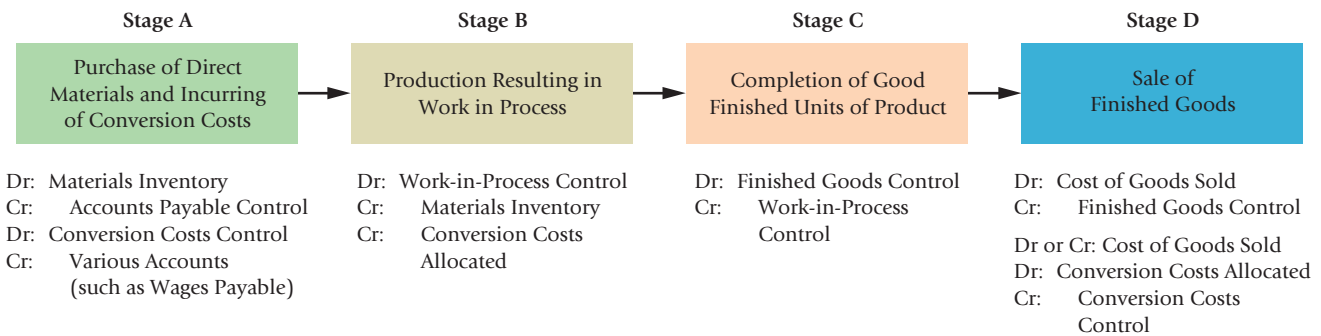 Stage A
Purchase of Direct
Materials and Incurring
of Conversion Costs
Dr: Materials Inventory
Cr: Accounts Payable Control
Dr: Conversion Costs Control
Cr: Various Accounts
(such as Wages Payable)
Stage B
Production Resulting in
Work in Process
Dr: Work-in-Process Control
Cr: Materials Inventory
Cr: Conversion Costs
Allocated
Stage C
Completion of Good
Finished Units of Product
Dr: Finished Goods Control
Cr: Work-in-Process
Control
Stage D
Sale of
Finished Goods
Dr: Cost of Goods Sold
Cr: Finished Goods Control
Dr or Cr: Cost of Goods Sold
Dr: Conversion Costs Allocated
Cr: Conversion Costs
Control